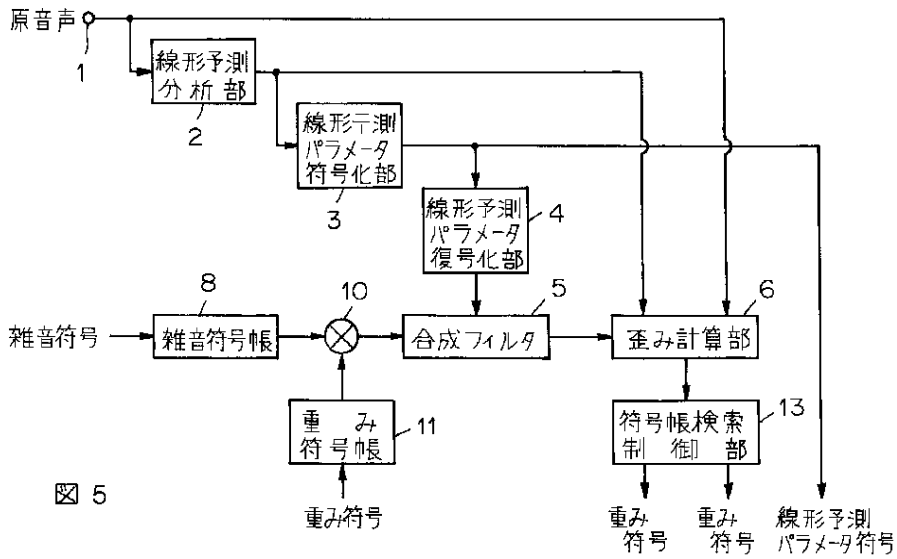 原音声
1
線形予測
分析部
2
線形干測
パラメータ
符号化部
3
線形予測
パラメータ
復号化部
4
8
10
5
6
雑音符号
雑音符号帳
合成フィルタ
歪み計算部
重み
符号帳
11
符号帳検索
制御部
13
図 5
重み符号
重み
符号
重み
符号
線形予測
パラメータ符号